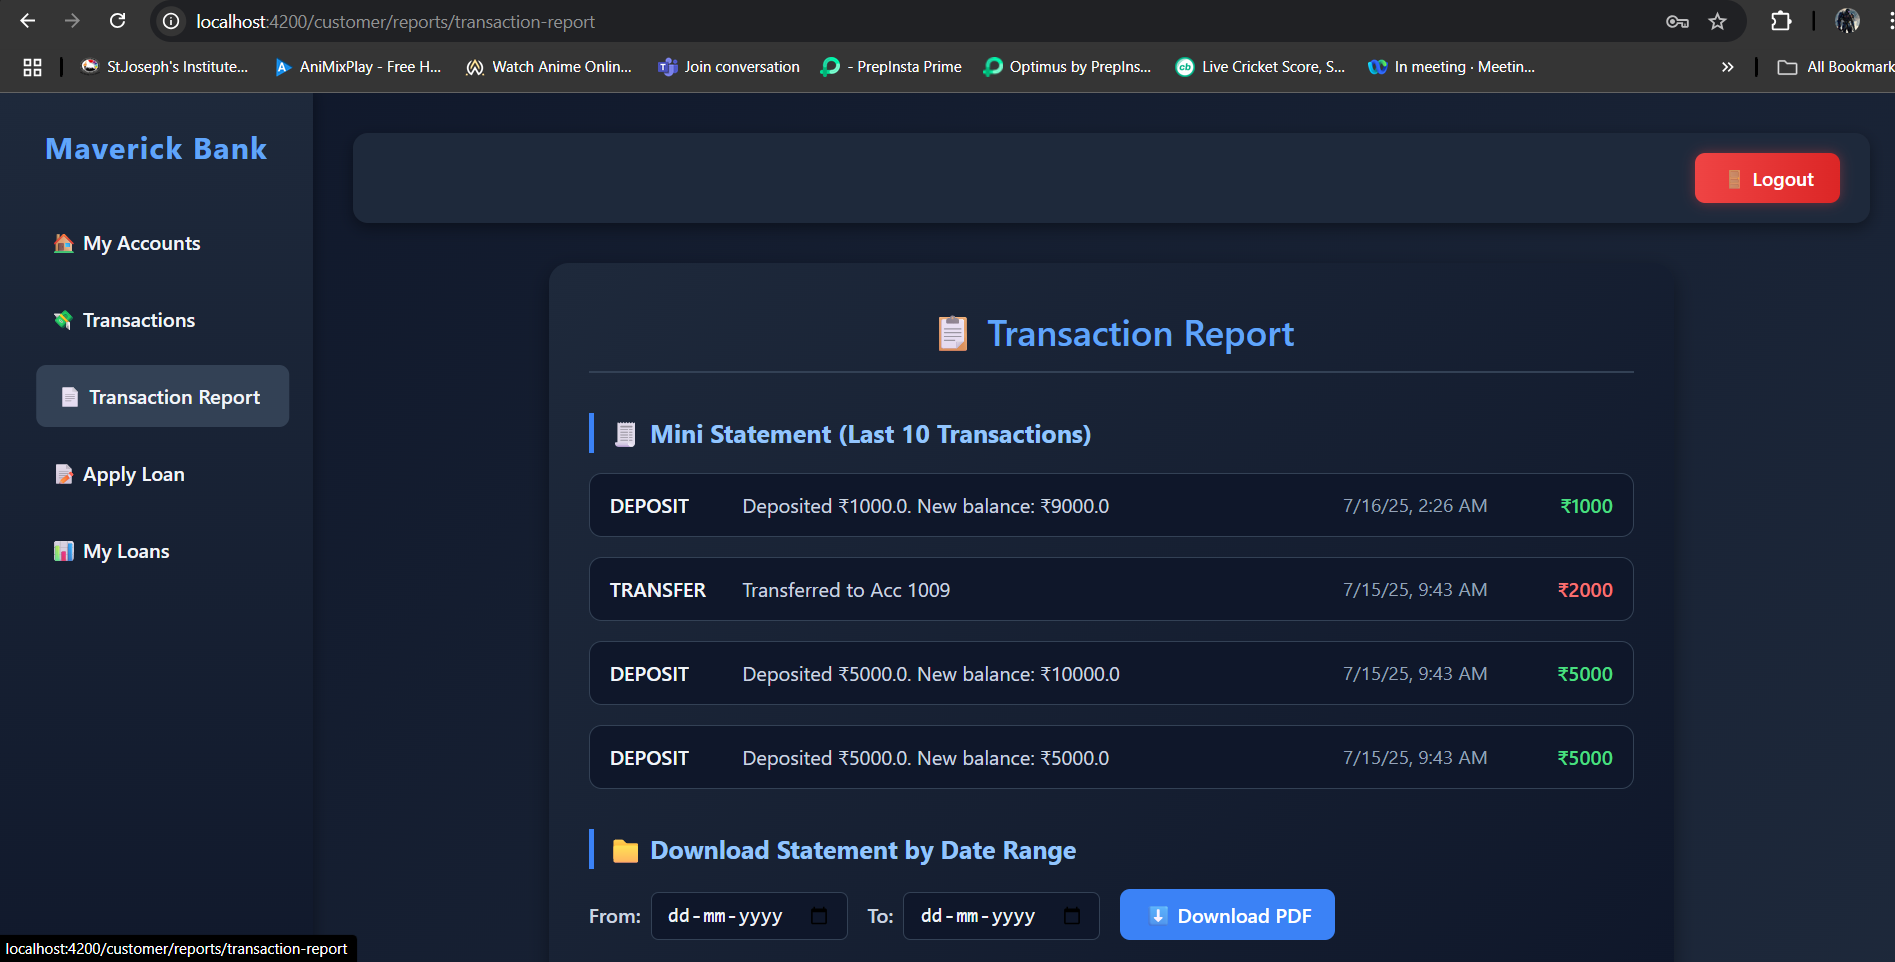 localhost:4200/customer/reports/transaction-report
St.Joseph's Institute...
AniMixPlay - Free H...
Watch Anime Onlin...
Join conversation
- PrepInsta Prime
Optimus by PrepIns...
Live Cricket Score, S...
In meeting · Meetin...
»
All Bookmark
Maverick Bank
Logout
My Accounts
Transactions
Transaction Report
Apply Loan
My Loans
Transaction Report
Mini Statement (Last 10 Transactions)
DEPOSIT Deposited ₹1000.0. New balance: ₹9000.0 7/16/25, 2:26 AM ₹1000
TRANSFER Transferred to Acc 1009 7/15/25, 9:43 AM ₹2000
DEPOSIT Deposited ₹5000.0. New balance: ₹10000.0 7/15/25, 9:43 AM ₹5000
DEPOSIT Deposited ₹5000.0. New balance: ₹5000.0 7/15/25, 9:43 AM ₹5000
Download Statement by Date Range
From: dd-mm-yyyy To: dd-mm-yyyy Download PDF
localhost:4200/customer/reports/transaction-report